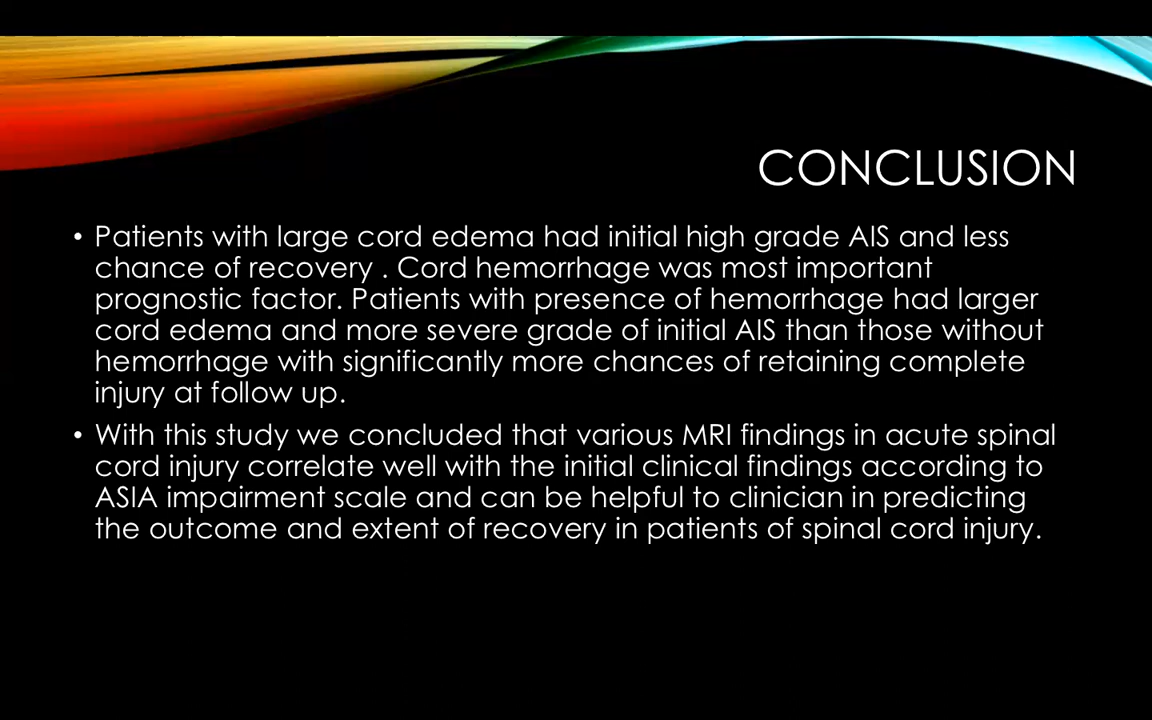 CONCLUSION
• Patients with large cord edema had initial high grade AIS and less
chance of recovery . Cord hemorrhage was most important
prognostic factor. Patients with presence of hemorrhage had larger
cord edema and more severe grade of initial AIS than those without
hemorrhage with significantly more chances of retaining complete
injury at follow up.
• With this study we concluded that various MRI findings in acute spinal
cord injury correlate well with the initial clinical findings according to
ASIA impairment scale and can be helpful to clinician in predicting
the outcome and extent of recovery in patients of spinal cord injury.